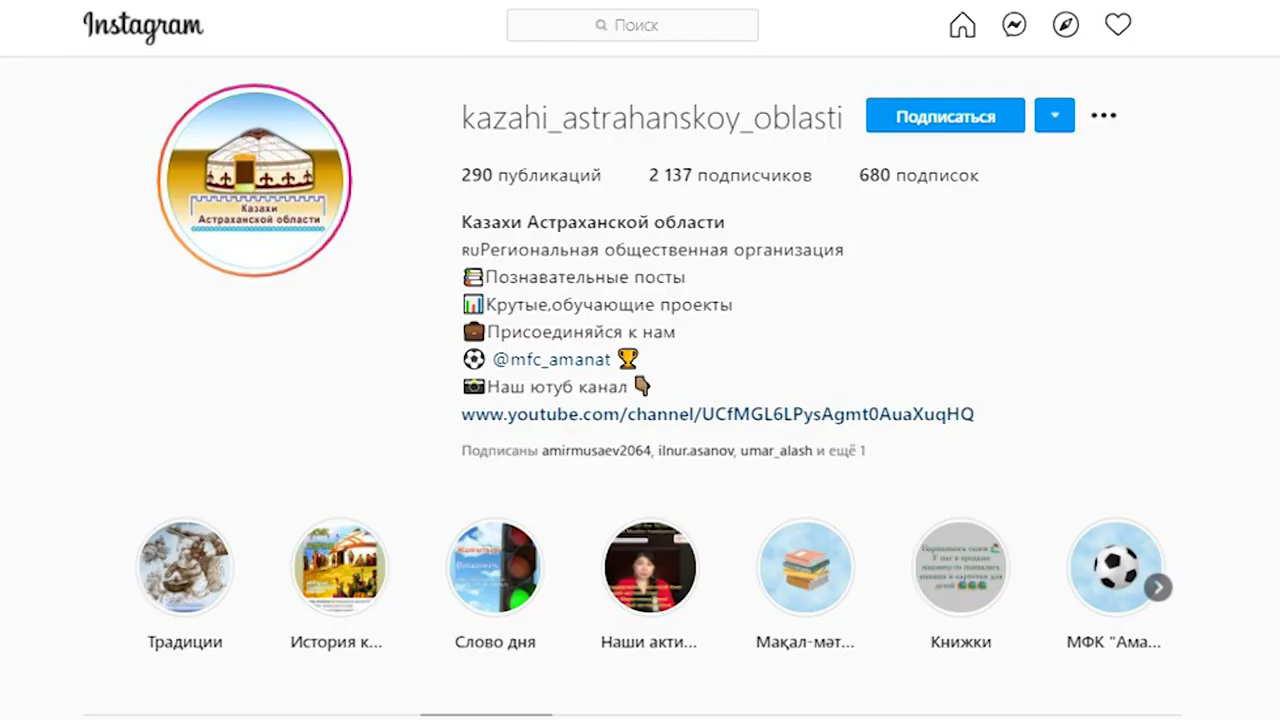 Instagram
Поиск
kazahi_astrahanskoy_oblasti
Подписаться
290 публикаций 2 137 подписчиков 680 подписок
Казахи Астраханской области
RUРегиональная общественная организация
Познавательные посты
Крутые,обучающие проекты
Присоединяйся к нам
@mfc_amanat
Наш ютуб канал
www.youtube.com/channel/UCfMGL6LPysAgmt0AuaXuqHQ
Подписаны amirmusaev2064, ilnur.asanov, umar_alash и ещё 1
Казахи
Астраханской области
Традиции История к... Слово дня Наши акти... Мақал-мәт... Книжки МФК "Ама...